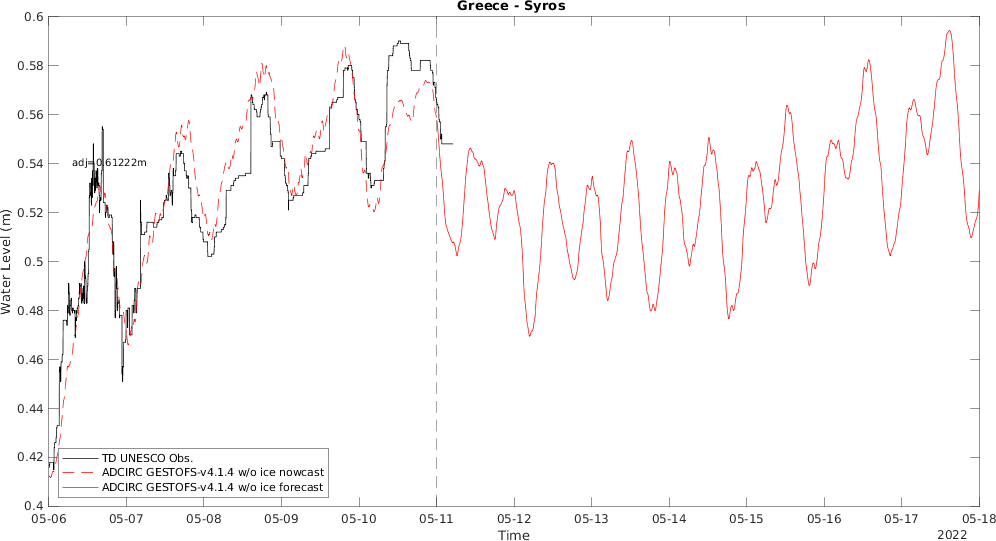 Greece - Syros
0.6
0.58
0.56
0.54
0.52
0.5
0.48
0.46
0.44
0.42
0.4
Water Level (m)
adj=0.61222m
TD UNESCO Obs.
ADCIRC GESTOFS-v4.1.4 w/o ice nowcast
ADCIRC GESTOFS-v4.1.4 w/o ice forecast
05-06 05-07 05-08 05-09 05-10 05-11 05-12 05-13 05-14 05-15 05-16 05-17 05-18
Time
2022